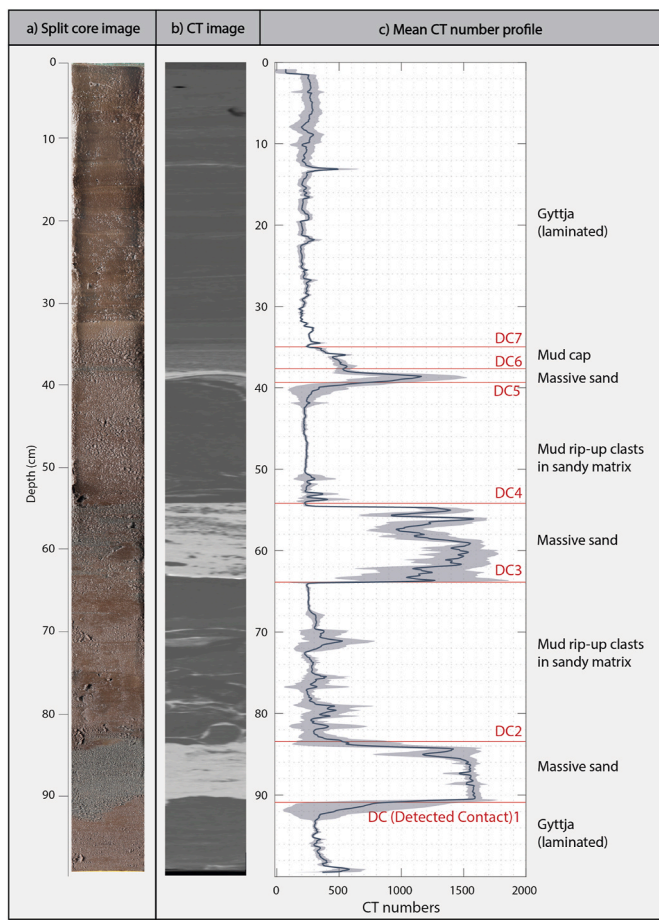 a) Split core image
b) CT image
c) Mean CT number profile
0
10
20
30
40
50
60
70
80
90
Depth (cm)
0
10
20
30
40
50
60
70
80
90
DC7
DC6
DC5
DC4
DC3
DC2
DC (Detected Contact)1
Gyttja
(laminated)
Mud cap
Massive sand
Mud rip-up clasts
in sandy matrix
Massive sand
Mud rip-up clasts
in sandy matrix
Massive sand
Gyttja
(laminated)
0
500
1000
1500
2000
CT numbers